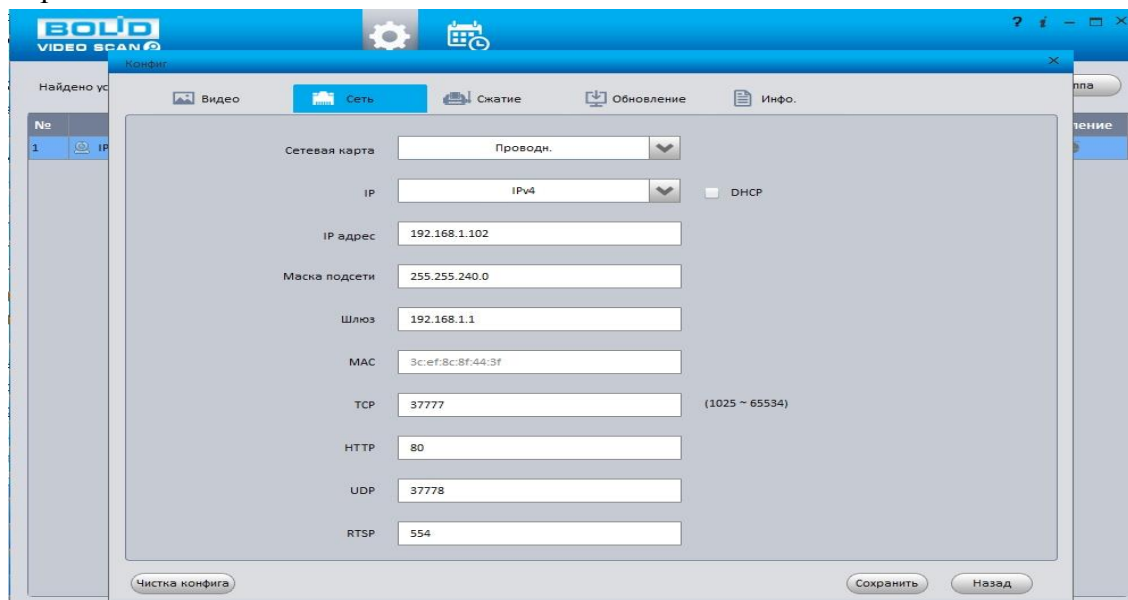 BOLID
VIDEO SCAN
? i
Конфиг
Найдено ус
ппа
Видео Сеть Сжатие Обновление Инфо.
№
ление
1 IP
Сетевая карта Проводн.
IP IPv4 DHCP
IP адрес 192.168.1.102
Маска подсети 255.255.240.0
Шлюз 192.168.1.1
MAC 3c:ef:8c:8f:44:3f
TCP 37777 (1025 ~ 65534)
HTTP 80
UDP 37778
RTSP 554
Чистка конфига Сохранить Назад